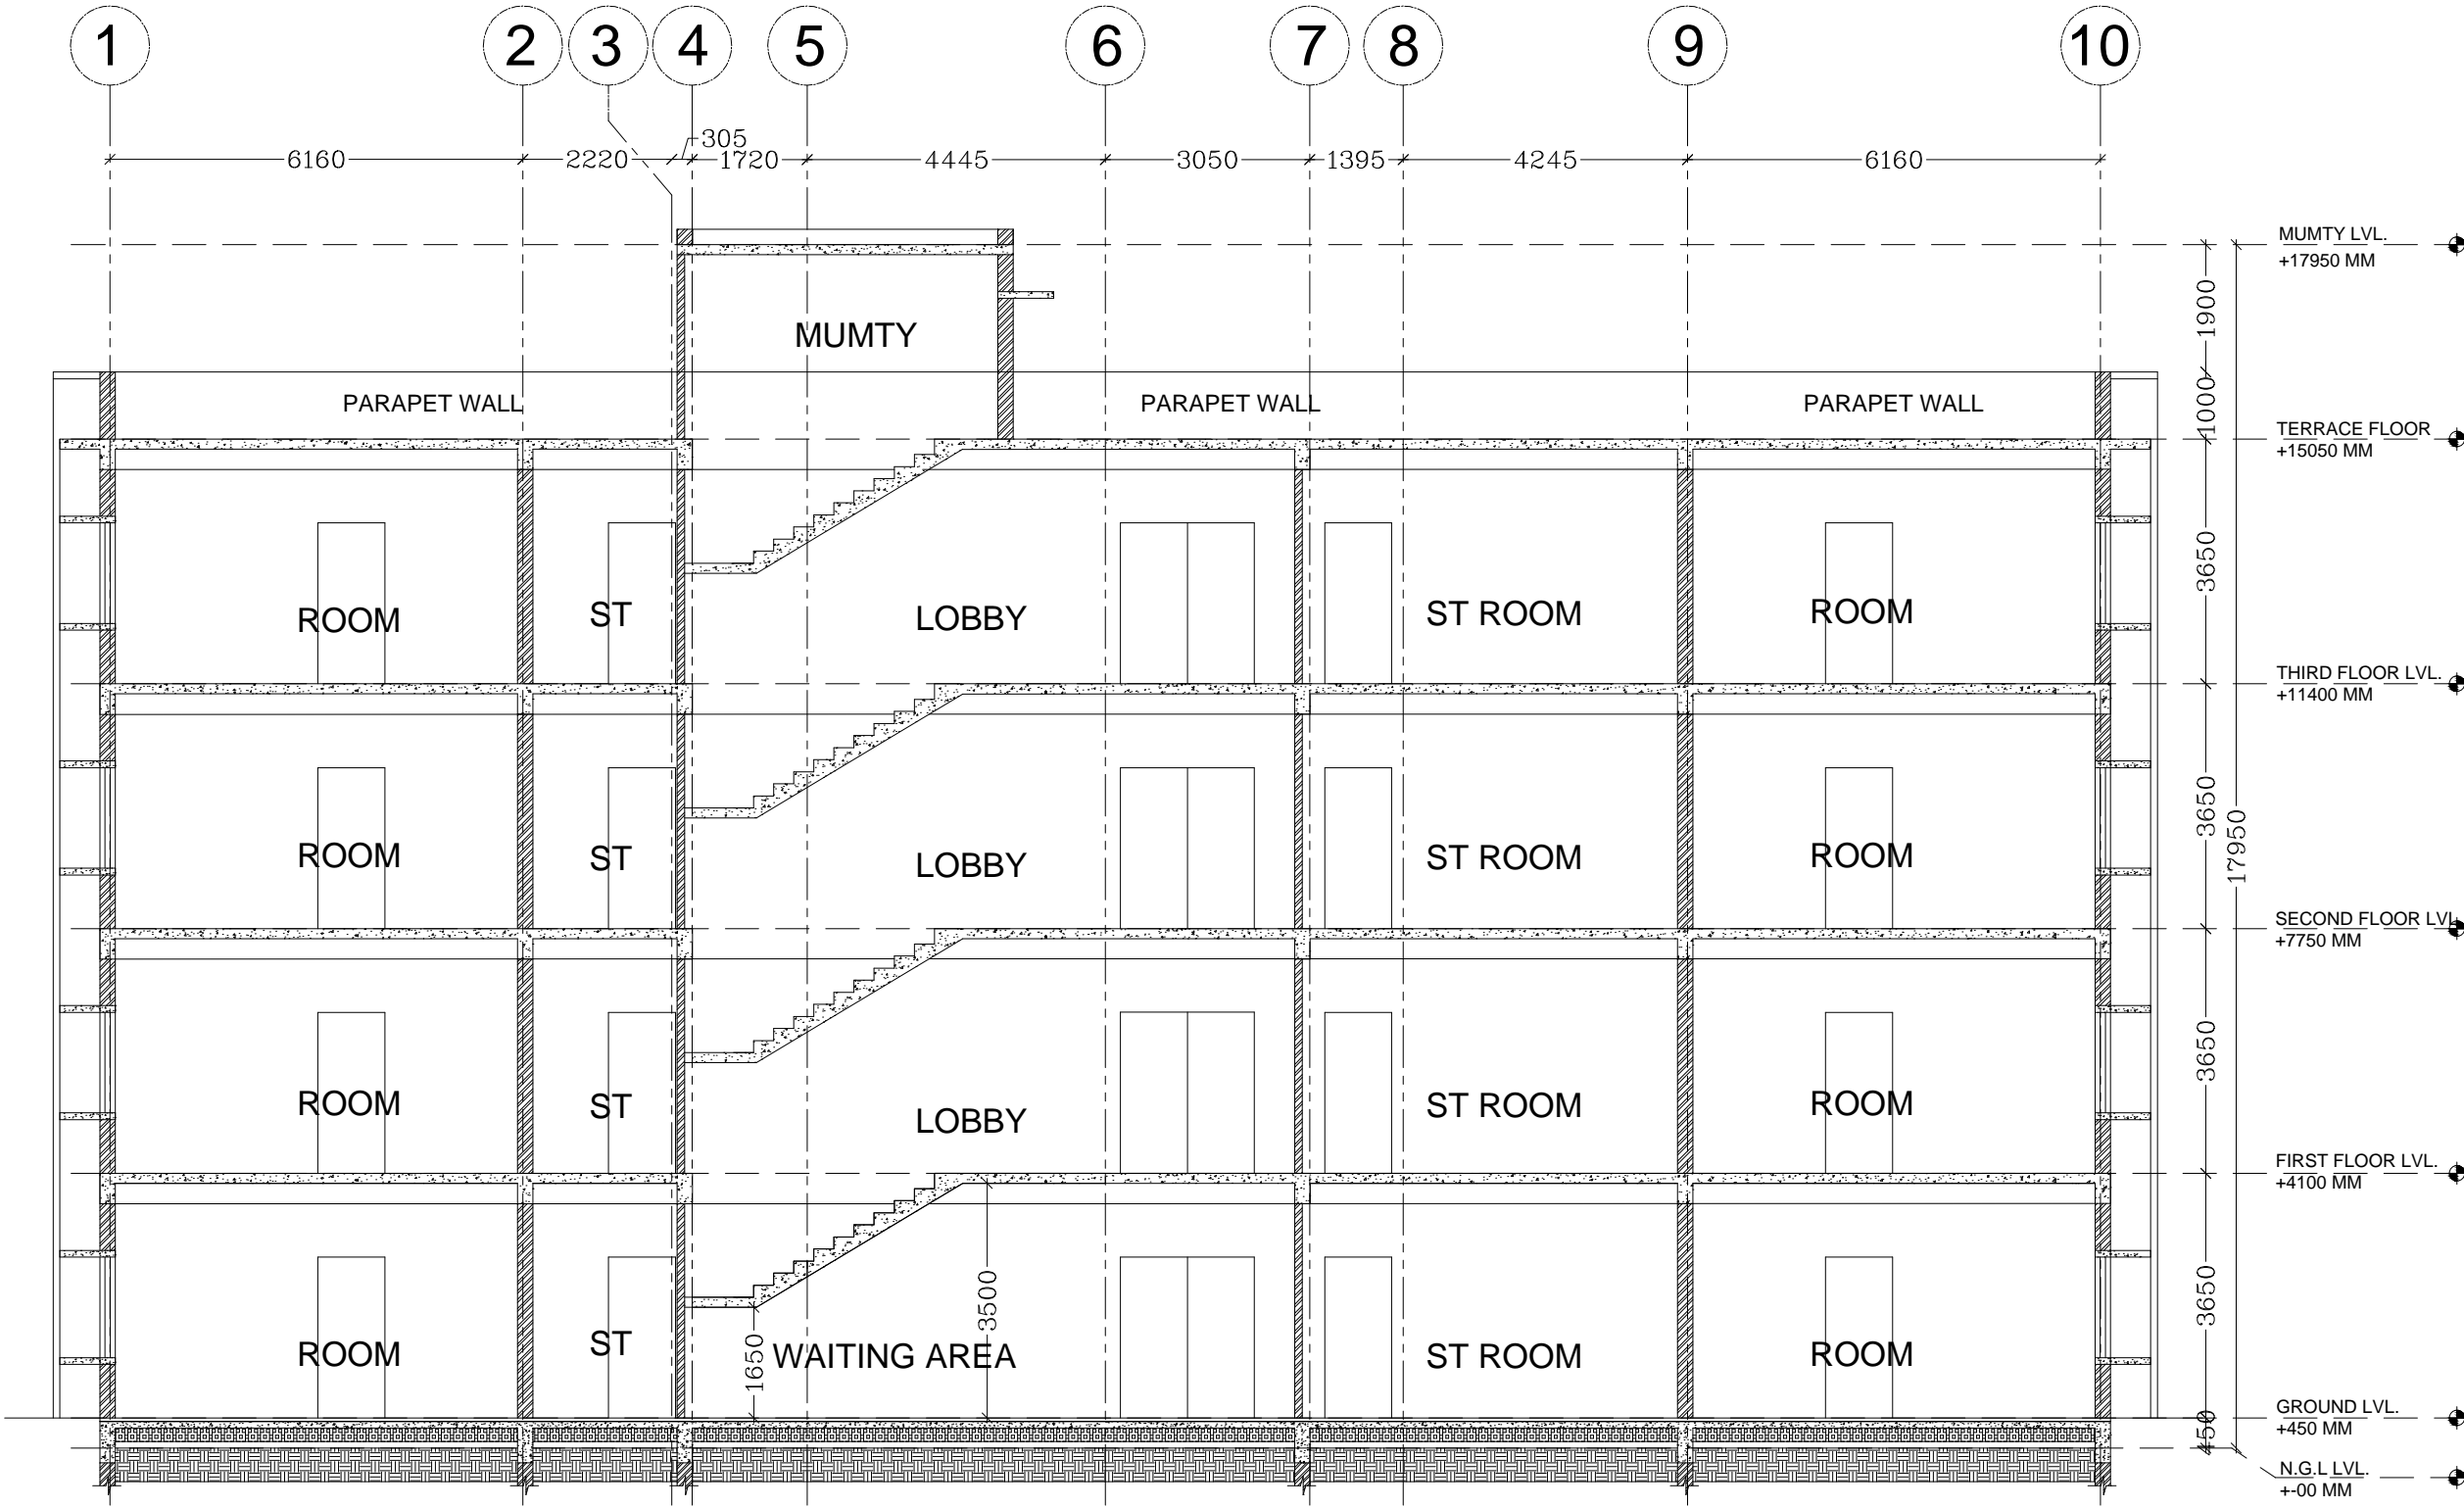 1 2 3 4 5 6 7 8 9 10
305
6160 2220 1720 4445 3050 1395 4245 6160
MUMTY LVL.
+17950 MM
1900
MUMTY
PARAPET WALL PARAPET WALL PARAPET WALL
1000
TERRACE FLOOR
+15050 MM
3650
ROOM ST LOBBY ST ROOM ROOM
THIRD FLOOR LVL.
+11400 MM
3650
17950
ROOM ST LOBBY ST ROOM ROOM
SECOND FLOOR LVL
+7750 MM
3650
ROOM ST LOBBY ST ROOM ROOM
FIRST FLOOR LVL.
+4100 MM
3500
3650
1650
ROOM ST WAITING AREA ST ROOM ROOM
GROUND LVL.
+450 MM
450
N.G.L LVL.
+-00 MM